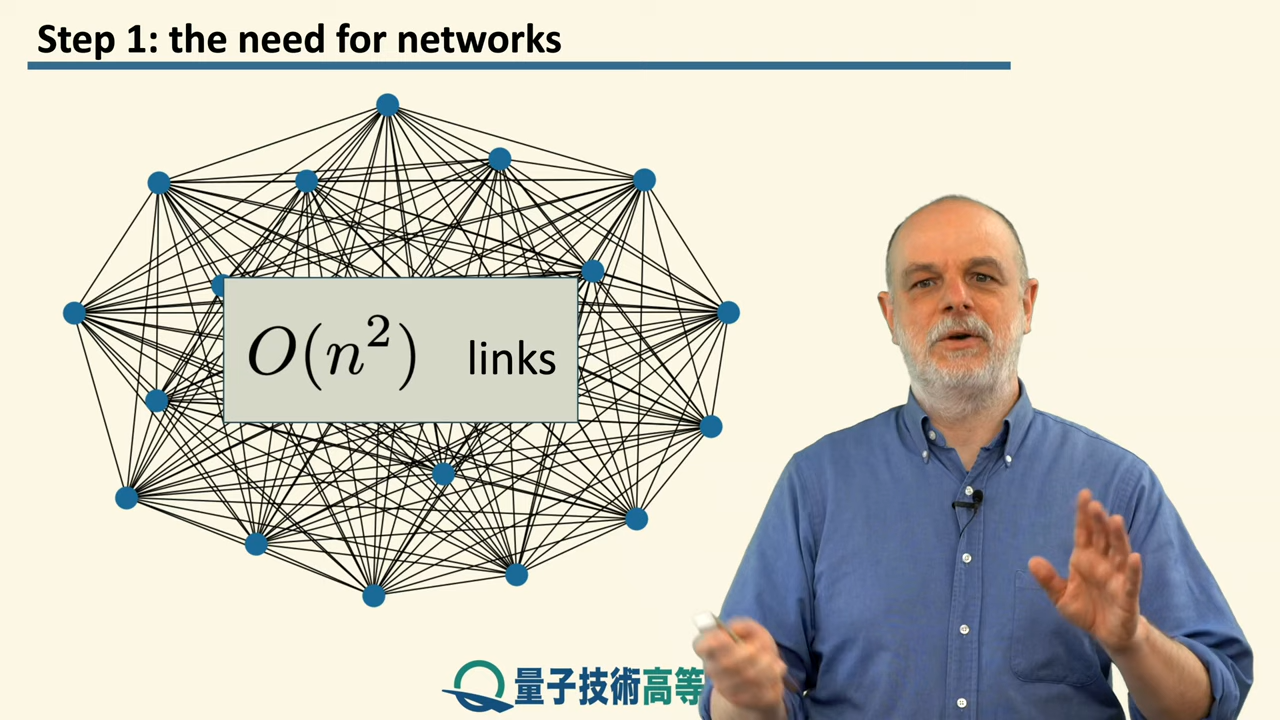 Step 1: the need for networks
O(n²) links
量子技術高等